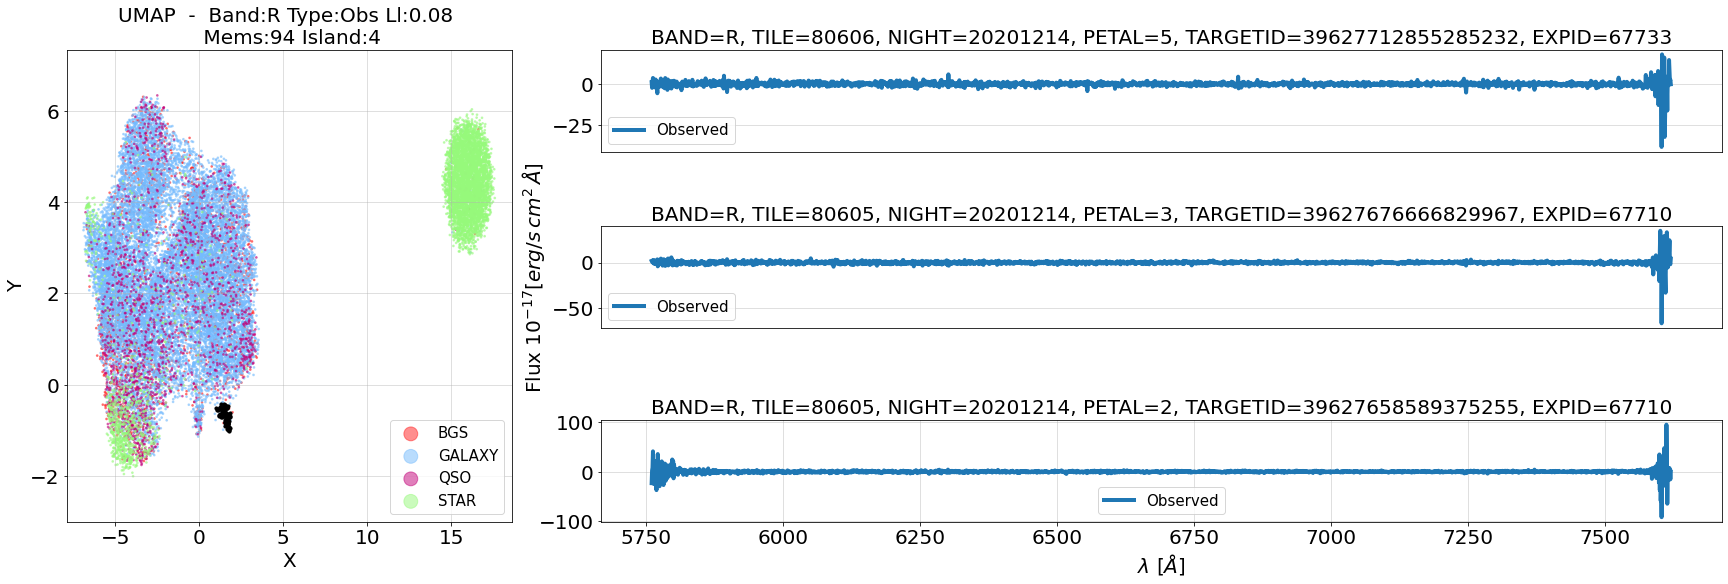 UMAP  -  Band:R Type:Obs Ll:0.08
Mems:94 Island:4
Y
6
4
2
0
−2
−5
0
5
10
15
X
BGS
GALAXY
QSO
STAR
Flux 10⁻¹⁷[erg/s cm² Å]
BAND=R, TILE=80606, NIGHT=20201214, PETAL=5, TARGETID=39627712855285232, EXPID=67733
0
−25
Observed
BAND=R, TILE=80605, NIGHT=20201214, PETAL=3, TARGETID=39627676666829967, EXPID=67710
0
−50
Observed
BAND=R, TILE=80605, NIGHT=20201214, PETAL=2, TARGETID=39627658589375255, EXPID=67710
100
0
−100
Observed
5750
6000
6250
6500
6750
7000
7250
7500
λ [Å]